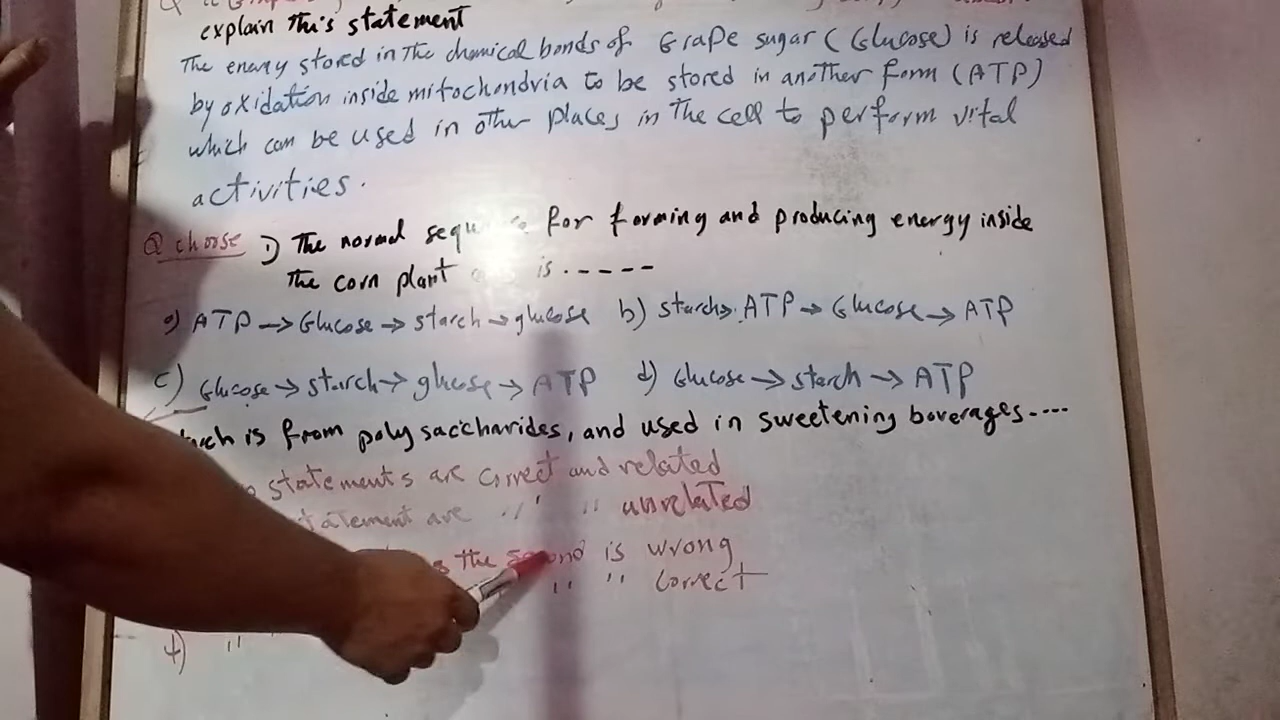 explain this statement
The enery stored in the chemical bonds of Grape sugar (Glucose) is released
by oxidation inside mitochondria to be stored in another form (ATP)
which can be used in other places in the cell to perform vital
activities.
Q choose 1) The normal sequ for forming and producing energy inside
the corn plant is .-----
a) ATP → Glucose → starch → glucose b) starch → ATP → Glucose → ATP
c) Glucose → starch → glucose → ATP d) Glucose → starch → ATP
is from polysaccharides, and used in sweetening boverages....
statements are correct and related
tatement are " " unrelated
the second is wrong
" " correct
"